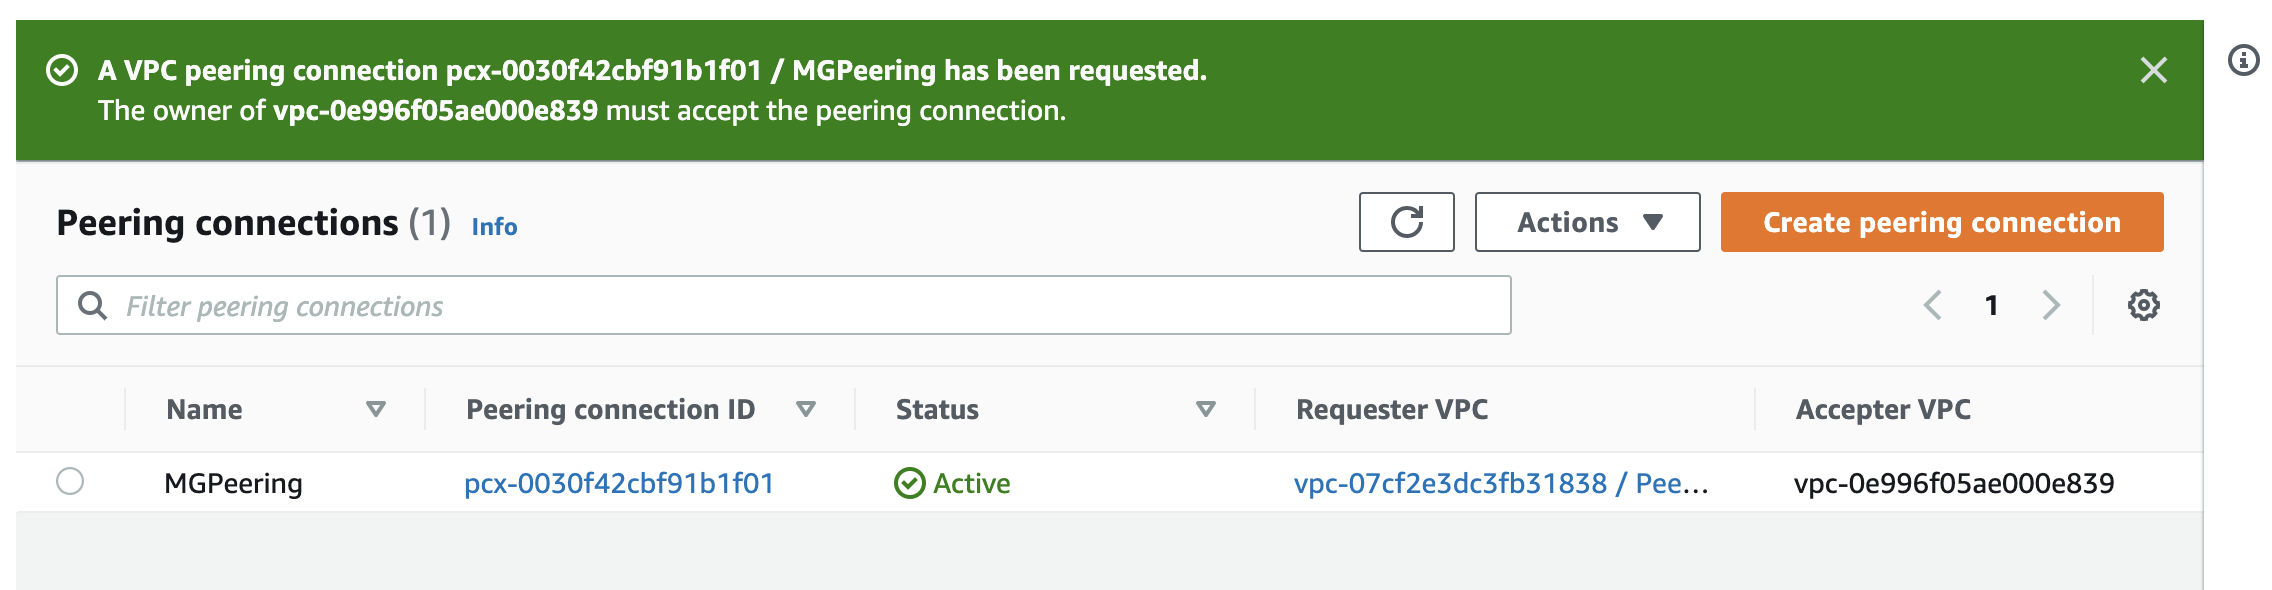 A VPC peering connection pcx-0030f42cbf91b1f01 / MGPeering has been requested.
The owner of vpc-0e996f05ae000e839 must accept the peering connection.
Peering connections (1) Info
Actions
Create peering connection
Filter peering connections
1
Name Peering connection ID Status Requester VPC Accepter VPC
MGPeering pcx-0030f42cbf91b1f01 Active vpc-07cf2e3dc3fb31838 / Pee... vpc-0e996f05ae000e839